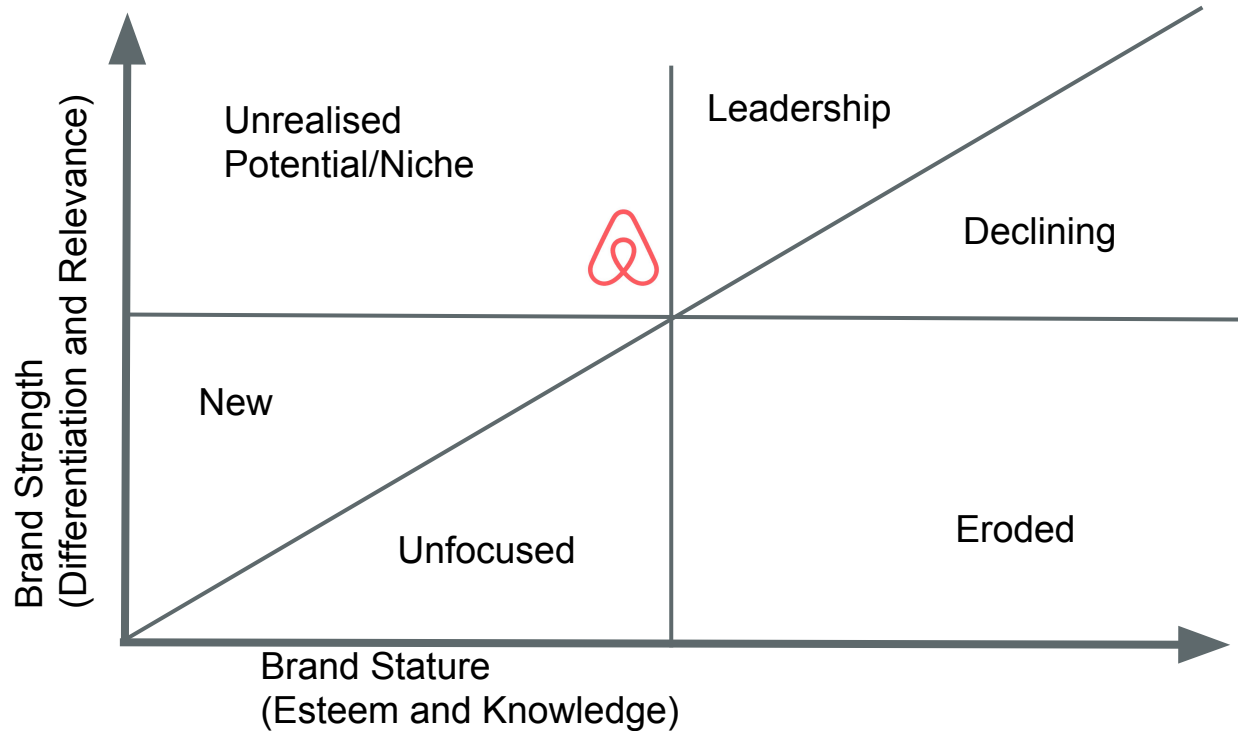 Unrealised
Potential/Niche
Leadership
Declining
New
Unfocused
Eroded
Brand Strength
(Differentiation and Relevance)
Brand Stature
(Esteem and Knowledge)